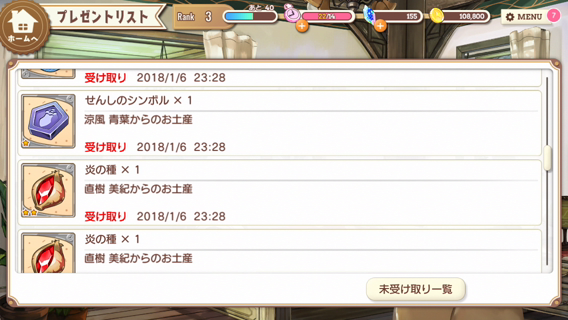 プレゼントリスト
ホームへ
Rank 3
あと 40
22/14
155
108,800
MENU
?
受け取り 2018/1/6 23:28
せんしのシンボル × 1
涼風 青葉からのお土産
受け取り 2018/1/6 23:28
炎の種 × 1
直樹 美紀からのお土産
受け取り 2018/1/6 23:28
炎の種 × 1
直樹 美紀からのお土産
未受け取り一覧